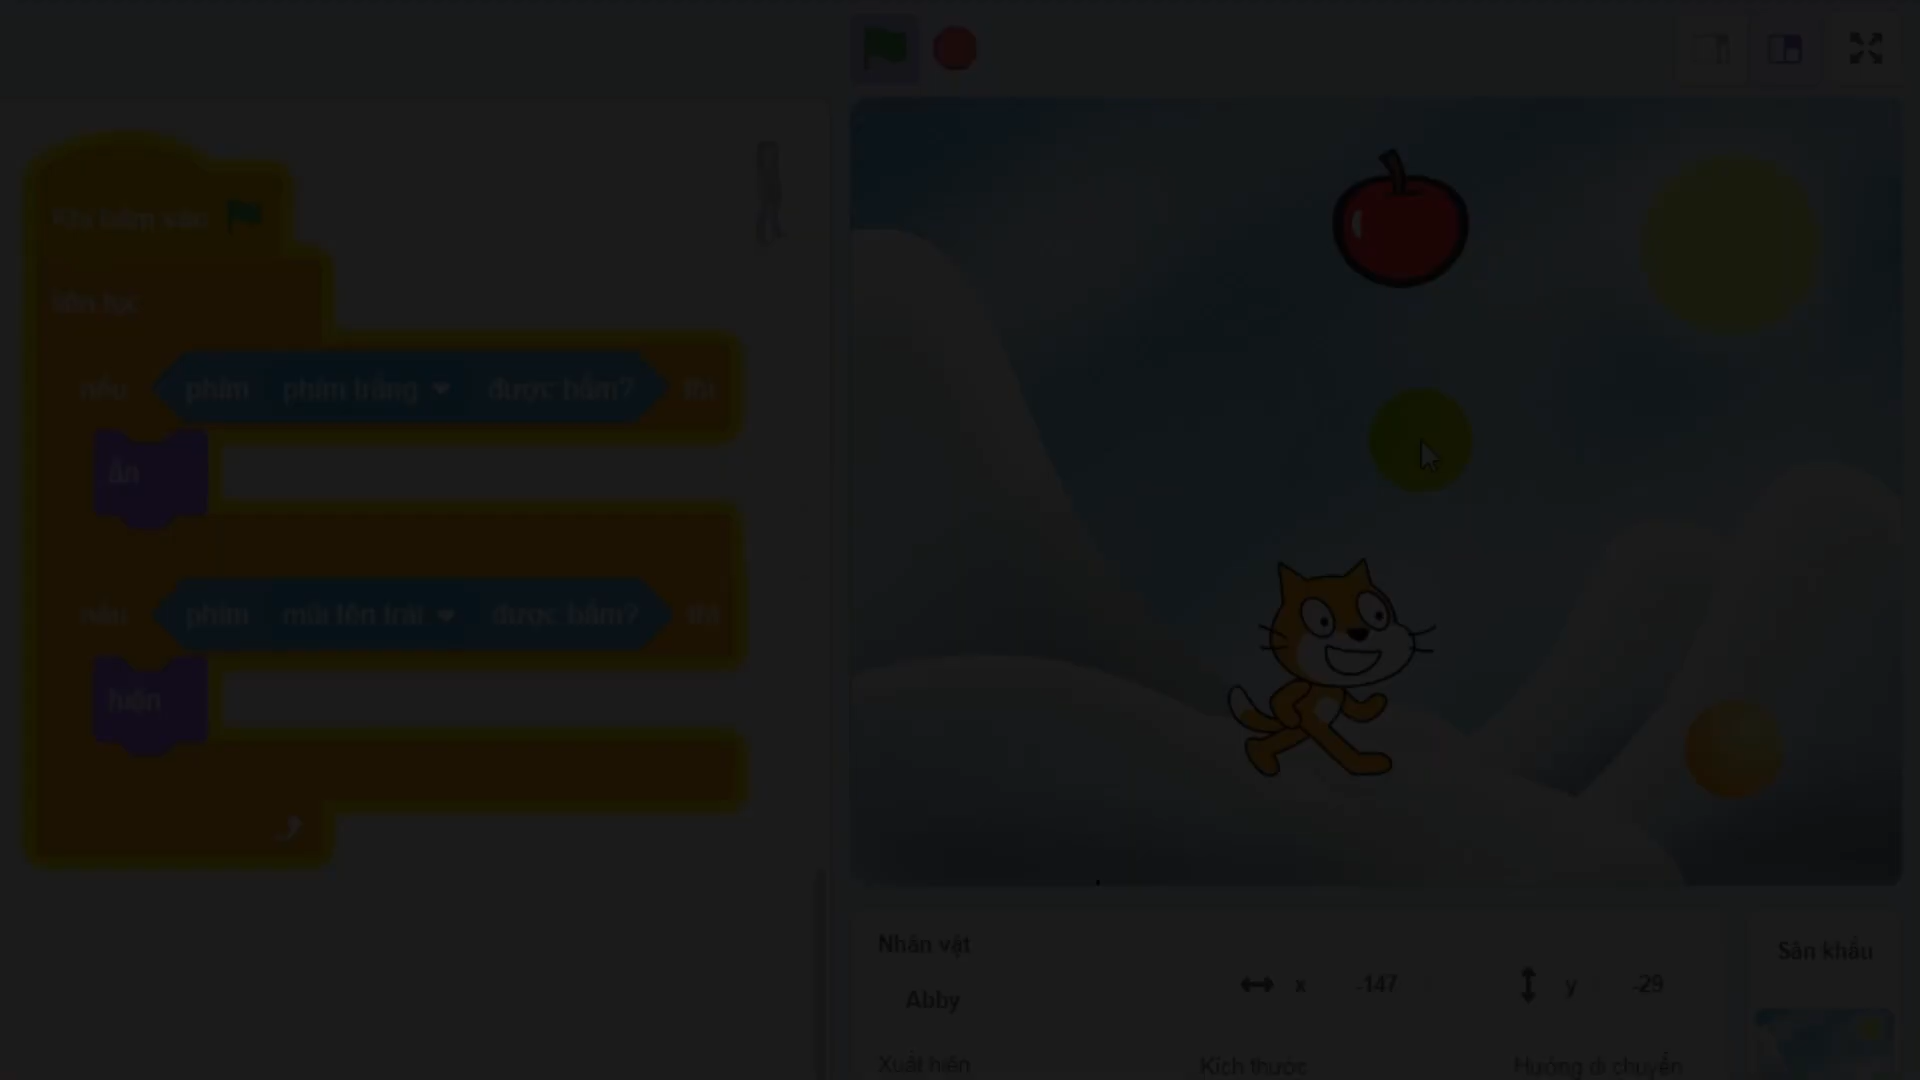 Khi bấm vào
liên tục
nếu phím phím trắng được bấm? thì
ẩn
nếu phím mũi tên trái được bấm? thì
hiện
Nhân vật
Abby
x -147 y -29
Sân khấu
Xuất hiện Kích thước Hướng di chuyển